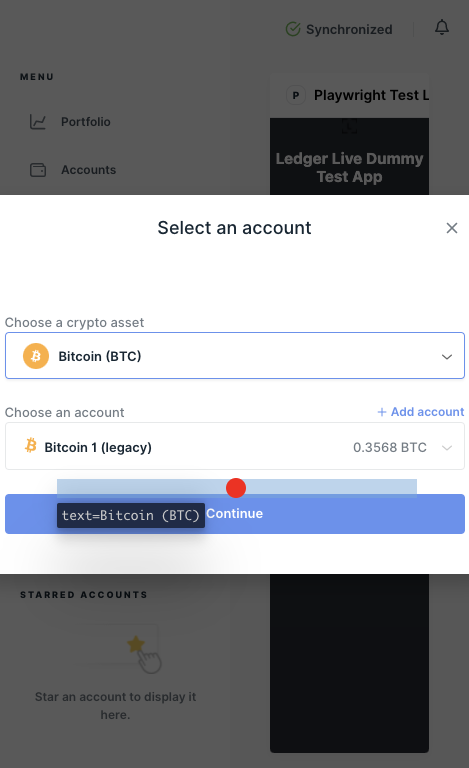 Synchronized
MENU
P Playwright Test L
Portfolio
Accounts
Ledger Live Dummy
Test App
Select an account
Choose a crypto asset
Bitcoin (BTC)
Choose an account
+ Add account
Bitcoin 1 (legacy)
0.3568 BTC
text=Bitcoin (BTC)
Continue
STARRED ACCOUNTS
Star an account to display it
here.